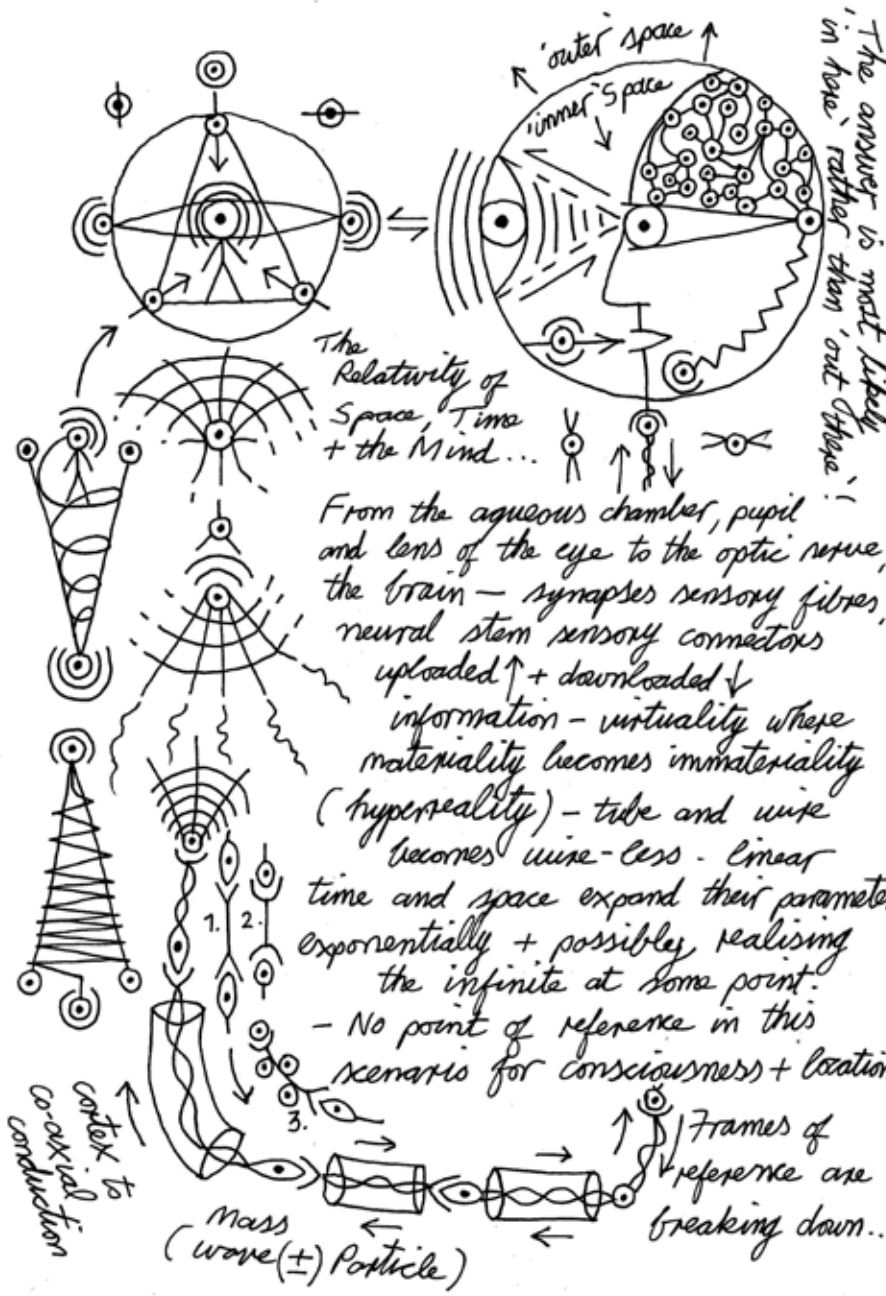 'outer' space
'inner' Space
'The answer is most likely
in here' rather than 'out there'!
The
Relativity of
Space, Time
+ the Mind...
From the aqueous chamber, pupil
and lens of the eye to the optic nerve,
the brain – synapses sensory fibres,
neural stem sensory connectors
uploaded ↑ + downloaded ↓
information – virtuality where
materiality becomes immateriality
(hyperreality) – tube and wire
becomes wire-less. linear
time and space expand their parameter
exponentially + possibly realising
the infinite at some point.
– No point of reference in this
scenario for consciousness + location
1.
2.
3.
cortex to
co-axial
conduction
Mass
(wave (±) Particle)
Frames of
reference are
breaking down..